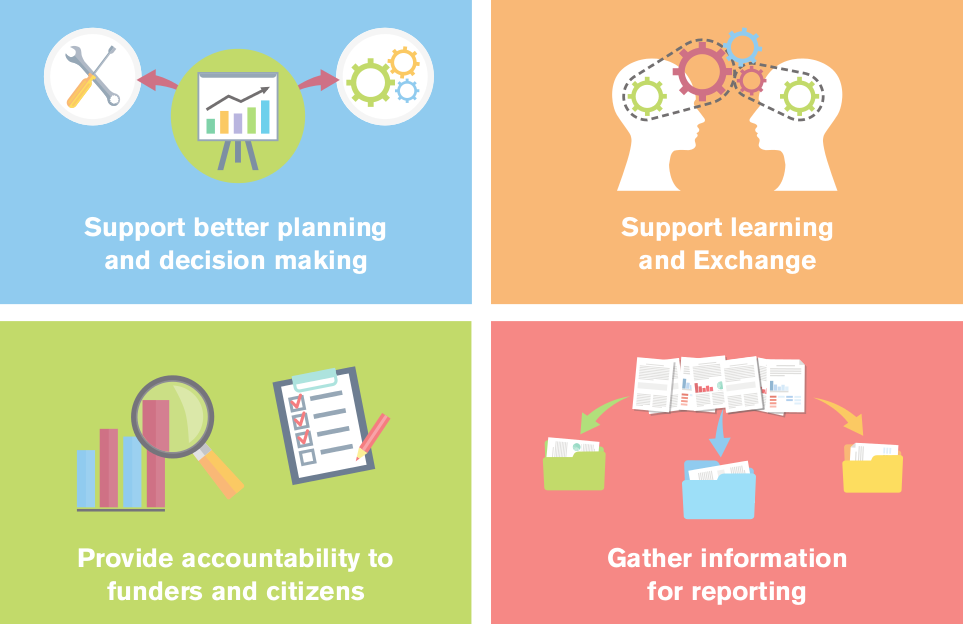 Support better planning
and decision making
Support learning
and Exchange
Provide accountability to
funders and citizens
Gather information
for reporting